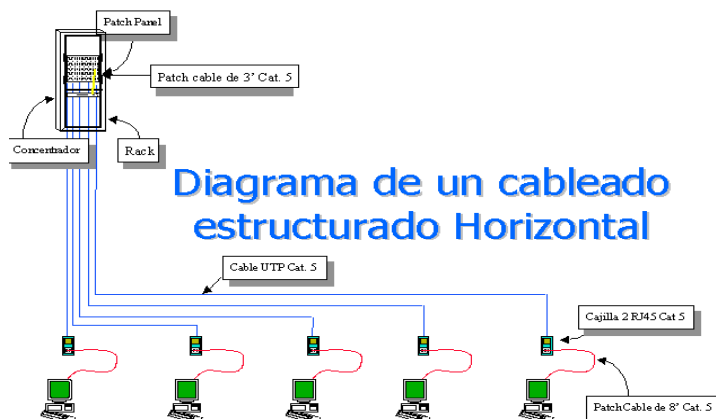 Patch Panel
Patch cable de 3' Cat. 5
Concentrador
Rack
Diagrama de un cableado
estructurado Horizontal
Cable UTP Cat. 5
Cajilla 2 RJ45 Cat 5
PatchCable de 8' Cat. 5